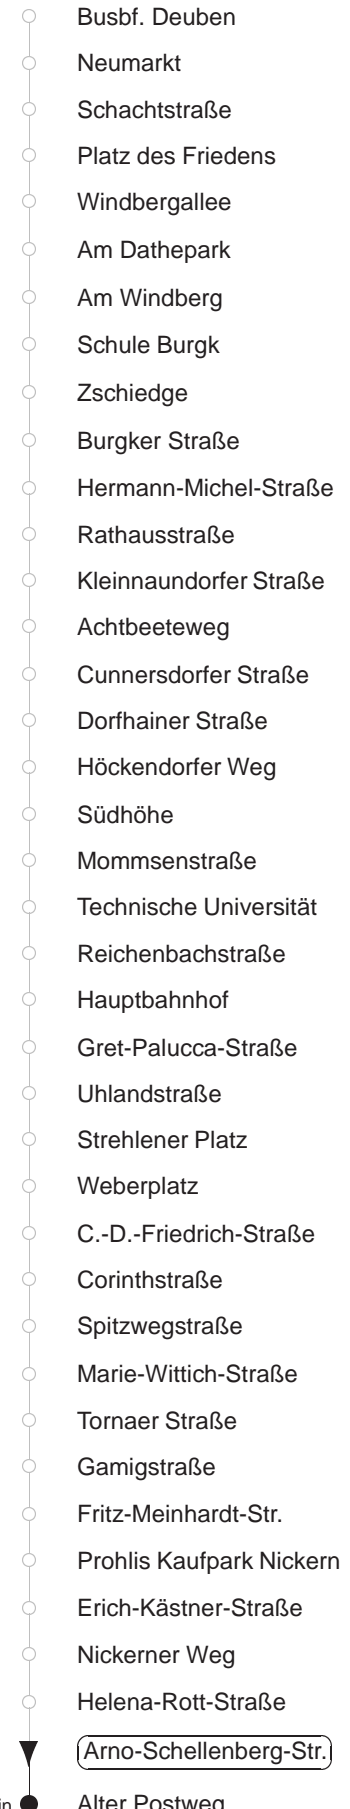 Busbf. Deuben
Neumarkt
Schachtstraße
Platz des Friedens
Windbergallee
Am Dathepark
Am Windberg
Schule Burgk
Zschiedge
Burgker Straße
Hermann-Michel-Straße
Rathausstraße
Kleinnaundorfer Straße
Achtbeeteweg
Cunnersdorfer Straße
Dorfhainer Straße
Höckendorfer Weg
Südhöhe
Mommsenstraße
Technische Universität
Reichenbachstraße
Hauptbahnhof
Gret-Palucca-Straße
Uhlandstraße
Strehlener Platz
Weberplatz
C.-D.-Friedrich-Straße
Corinthstraße
Spitzwegstraße
Marie-Wittich-Straße
Tornaer Straße
Gamigstraße
Fritz-Meinhardt-Str.
Prohlis Kaufpark Nickern
Erich-Kästner-Straße
Nickerner Weg
Helena-Rott-Straße
Arno-Schellenberg-Str.
Alter Postweg